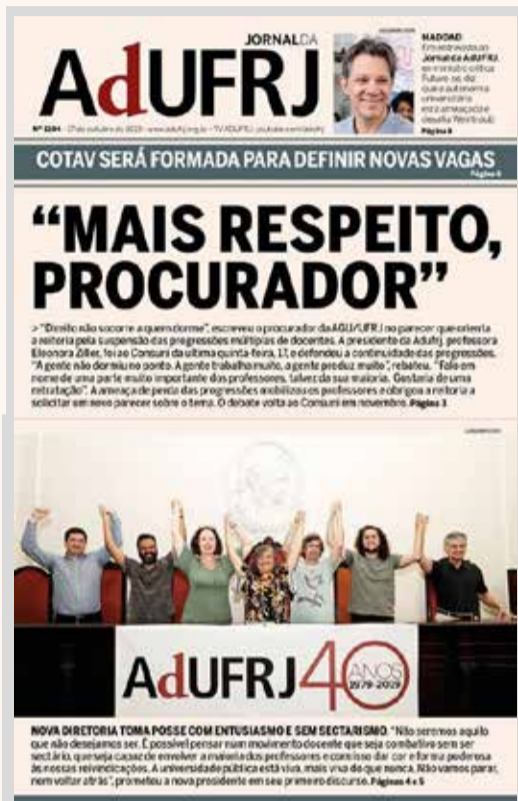 JORNAL DA
AdUFRJ
HADDAD
Em entrevista ao
Jornal da AdUFRJ,
ex-ministro critica
Future-se, diz
que a autonomia
universitária
está ameaçada e
desafia Weintraub
Página 8
COTAV SERÁ FORMADA PARA DEFINIR NOVAS VAGAS
Página 6
“MAIS RESPEITO,
PROCURADOR”
> “Direito não socorre a quem dorme”, escreveu o procurador da AGU/UFRJ no parecer que orienta
a reitoria pela suspensão das progressões múltiplas de docentes. A presidente da Adufrj, professora
Eleonora Ziller, foi ao Consuni da última quinta-feira, 17, e defendeu a continuidade das progressões.
“A gente não dormiu no ponto. A gente trabalha muito, a gente produz muito”, rebateu. “Falo em
nome de uma parte muito importante dos professores, talvez da sua maioria. Gostaria de uma
retratação”. A ameaça de perda das progressões mobilizou os professores e obrigou a reitoria a
solicitar um novo parecer sobre o tema. O debate volta ao Consuni em novembro. Página 3
AdUFRJ 40 ANOS
1979-2019
NOVA DIRETORIA TOMA POSSE COM ENTUSIASMO E SEM SECTARISMO. “Não seremos aquilo
que não desejamos ser. É possível pensar num movimento docente que seja combativo sem ser
sectário, que seja capaz de envolver a maioria dos professores e com isso dar cor e forma poderosa
às nossas reivindicações. A universidade pública está viva, mais viva do que nunca. Não vamos parar,
nem voltar atrás”, prometeu a nova presidente em seu primeiro discurso. Páginas 4 e 5